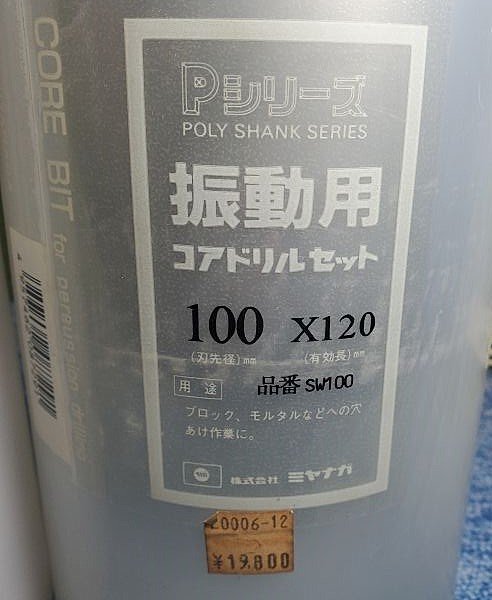 Pシリーズ
POLY SHANK SERIES
振動用
コアドリルセット
100 X120
(刃先径)mm (有効長)mm
用途 品番 SW100
ブロック、モルタルなどへの穴
あけ作業に。
株式会社 ミヤナガ
20006-12
¥19,800
CORE BIT for percussion